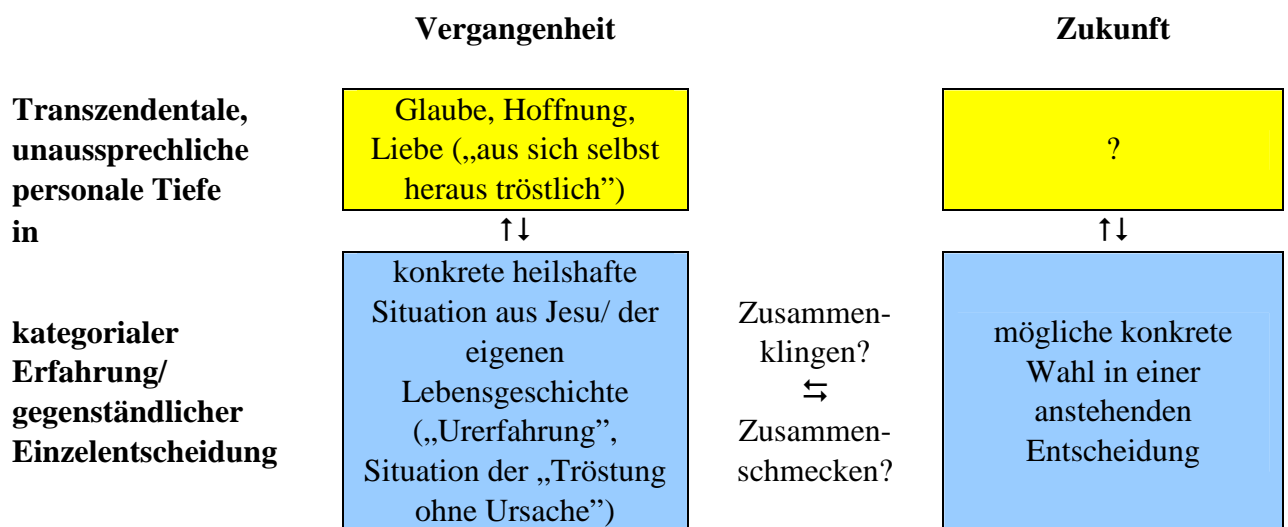 Vergangenheit
Zukunft
Transzendentale,
unaussprechliche
personale Tiefe
in
Glaube, Hoffnung,
Liebe („aus sich selbst
heraus tröstlich”)
?
↑↓
↑↓
kategorialer
Erfahrung/
gegenständlicher
Einzelentscheidung
konkrete heilshafte
Situation aus Jesu/ der
eigenen
Lebensgeschichte
(„Urerfahrung”,
Situation der „Tröstung
ohne Ursache”)
Zusammen-
klingen?
⇆
Zusammen-
schmecken?
mögliche konkrete
Wahl in einer
anstehenden
Entscheidung